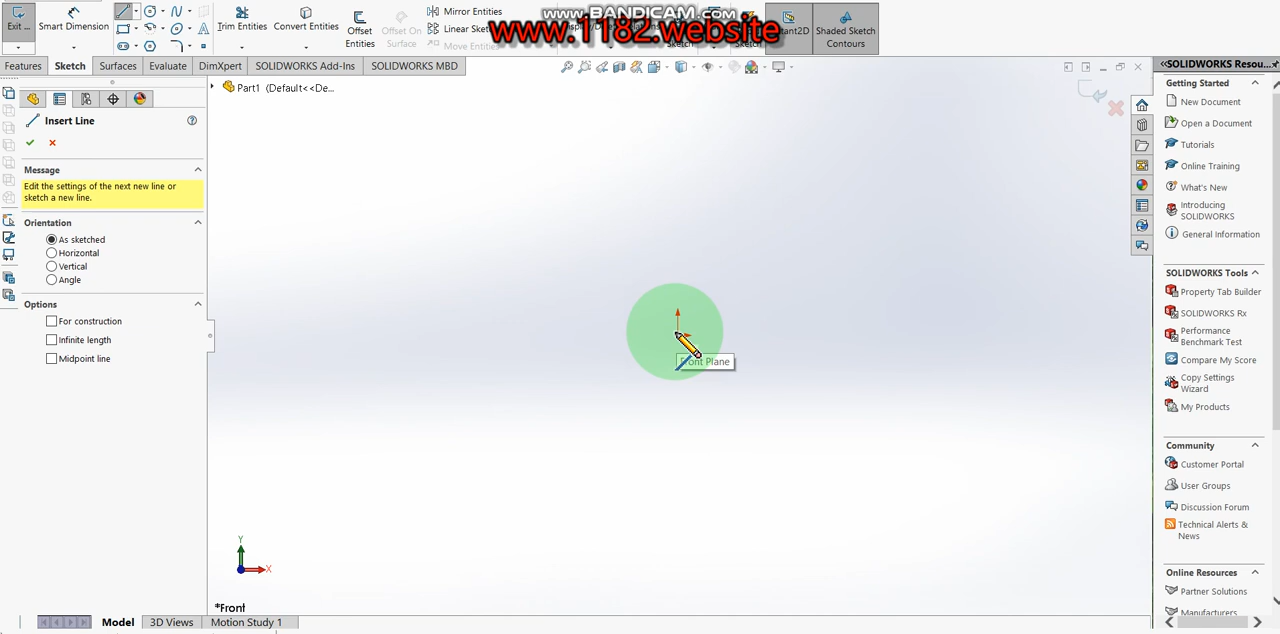 www.BANDICAM.com
www.1182.website
Exit ...
Smart Dimension
Trim Entities
Convert Entities
Offset
Entities
Offset On
Surface
Mirror Entities
Linear Sketch
Move Entities
Shaded Sketch
Contours
Features
Sketch
Surfaces
Evaluate
DimXpert
SOLIDWORKS Add-Ins
SOLIDWORKS MBD
Part1 (Default<<De...
Insert Line
Message
Edit the settings of the next new line or
sketch a new line.
Orientation
As sketched
Horizontal
Vertical
Angle
Options
For construction
Infinite length
Midpoint line
Front Plane
Y
X
*Front
Model
3D Views
Motion Study 1
SOLIDWORKS Resou...
Getting Started
New Document
Open a Document
Tutorials
Online Training
What's New
Introducing
SOLIDWORKS
General Information
SOLIDWORKS Tools
Property Tab Builder
SOLIDWORKS Rx
Performance
Benchmark Test
Compare My Score
Copy Settings
Wizard
My Products
Community
Customer Portal
User Groups
Discussion Forum
Technical Alerts &
News
Online Resources
Partner Solutions
Manufacturers